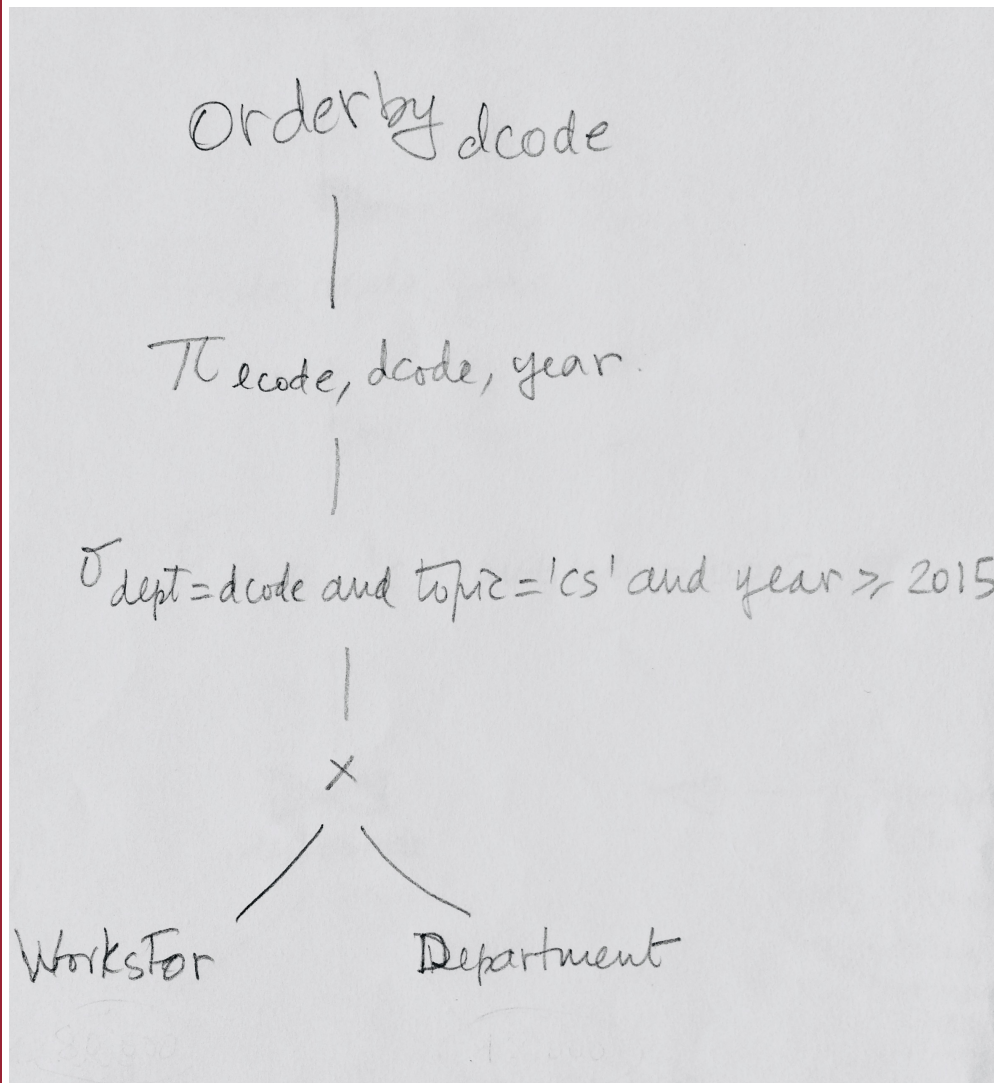 Orderby dcode
π ecode, dcode, year.
σ dept=dcode and topic='cs' and year ⩾ 2015
×
WorksFor Department